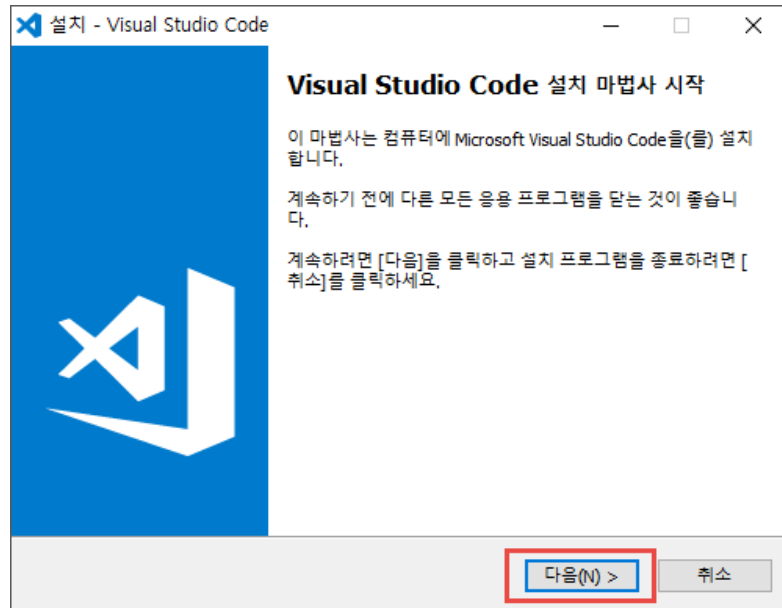 설치 - Visual Studio Code
Visual Studio Code 설치 마법사 시작
이 마법사는 컴퓨터에 Microsoft Visual Studio Code을(를) 설치
합니다.
계속하기 전에 다른 모든 응용 프로그램을 닫는 것이 좋습니
다.
계속하려면 [다음]을 클릭하고 설치 프로그램을 종료하려면 [
취소]를 클릭하세요.
다음(N) > 취소